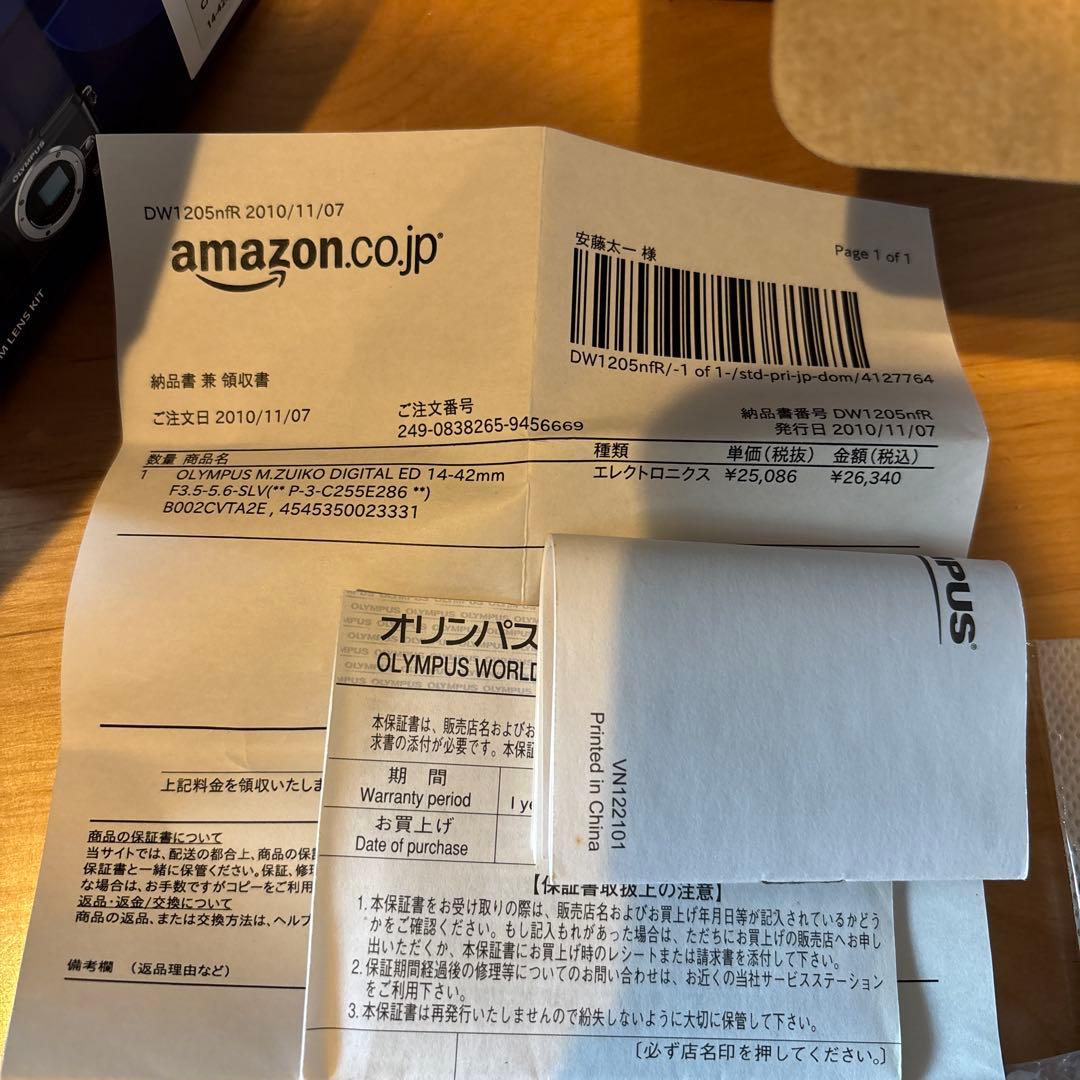 OLYMPUS
M LENS KIT
DW1205nfR 2010/11/07
amazon.co.jp
安藤太一 様
Page 1 of 1
DW1205nfR/-1 of 1-/std-pri-jp-dom/4127764
納品書 兼 領収書
ご注文日 2010/11/07
ご注文番号
249-0838265-9456669
納品書番号 DW1205nfR
発行日 2010/11/07
数量 商品名 種類 単価(税抜) 金額(税込)
1 OLYMPUS M.ZUIKO DIGITAL ED 14-42mm エレクトロニクス ¥25,086 ¥26,340
F3.5-5.6-SLV(** P-3-C255E286 **)
B002CVTA2E , 4545350023331
上記料金を領収いたしま
商品の保証書について
当サイトでは、配送の都合上、商品の保
保証書と一緒に保管ください。保証、修
な場合は、お手数ですがコピーをご利用
返品・返金/交換について
商品の返品、または交換方法は、ヘルプ
備考欄 (返品理由など)
OLYMPUS OLYMPUS OLYMPUS
オリンパス
OLYMPUS WORLD
本保証書は、販売店名およびお
求書の添付が必要です。本保証
期 間
Warranty period
1 ye
お買上げ
Date of purchase
【保証書取扱上の注意】
1. 本保証書をお受け取りの際は、販売店名およびお買上げ年月日等が記入されているかどう
かをご確認ください。もし記入もれがあった場合は、ただちにお買上げの販売店へお申し
出いただくか、本保証書にお買上げ時のレシートまたは請求書を添付して下さい。
2. 保証期間経過後の修理等についてのお問い合わせは、お近くの当社サービスステーション
をご利用下さい。
3. 本保証書は再発行いたしませんので紛失しないように大切に保管して下さい。
〔必ず店名印を押してください。〕
MPUS
VN122101
Printed in China